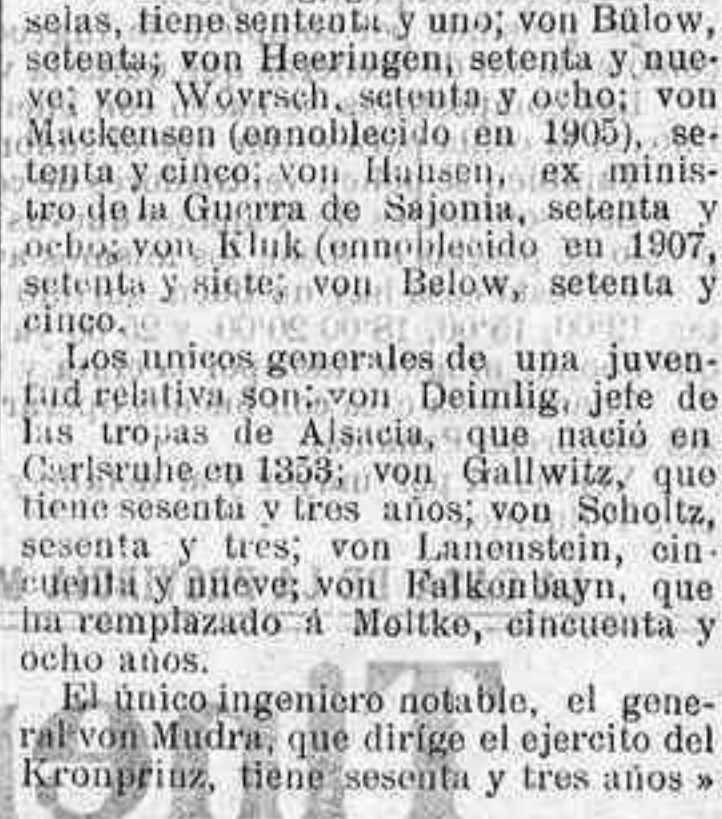 selas, tiene sententa y uno; von Bülow,
setenta; von Heeringen, setenta y nue-
ve; von Woyrsch, setenta y ocho; von
Mackensen (ennoblecido en 1905), se-
tenta y cinco; von Hausen, ex minis-
tro de la Guerra de Sajonia, setenta y
ocho; von Kluk (ennoblecido en 1907,
setenta y siete; von Below, setenta y
cinco.
Los unicos generales de una juven-
tud relativa son; von Deimlig, jefe de
las tropas de Alsacia, que nació en
Carlsruhe en 1353; von Gallwitz, que
tiene sesenta y tres años; von Scholtz,
sesenta y tres; von Lanenstein, cin-
cuenta y nueve; von Falkenbayn, que
ha remplazado á Moltke, cincuenta y
ocho años.
El único ingeniero notable, el gene-
ral von Mudra, que dirige el ejercito del
Kronprinz, tiene sesenta y tres años »